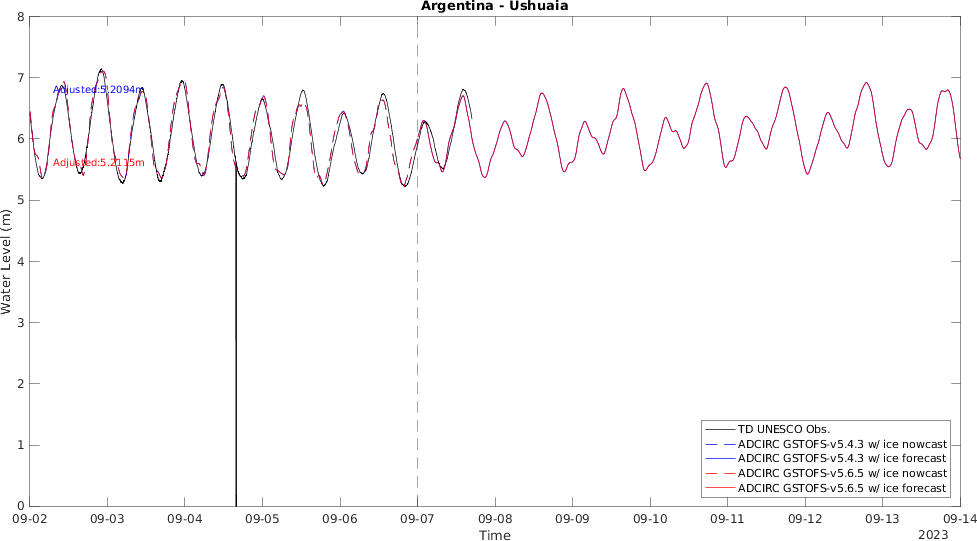 Argentina - Ushuaia
8
7
6
5
4
3
2
1
0
Water Level (m)
Adjusted:5.2094m
Adjusted:5.2115m
TD UNESCO Obs.
ADCIRC GSTOFS-v5.4.3 w/ ice nowcast
ADCIRC GSTOFS-v5.4.3 w/ ice forecast
ADCIRC GSTOFS-v5.6.5 w/ ice nowcast
ADCIRC GSTOFS-v5.6.5 w/ ice forecast
09-02 09-03 09-04 09-05 09-06 09-07 09-08 09-09 09-10 09-11 09-12 09-13 09-14
Time
2023